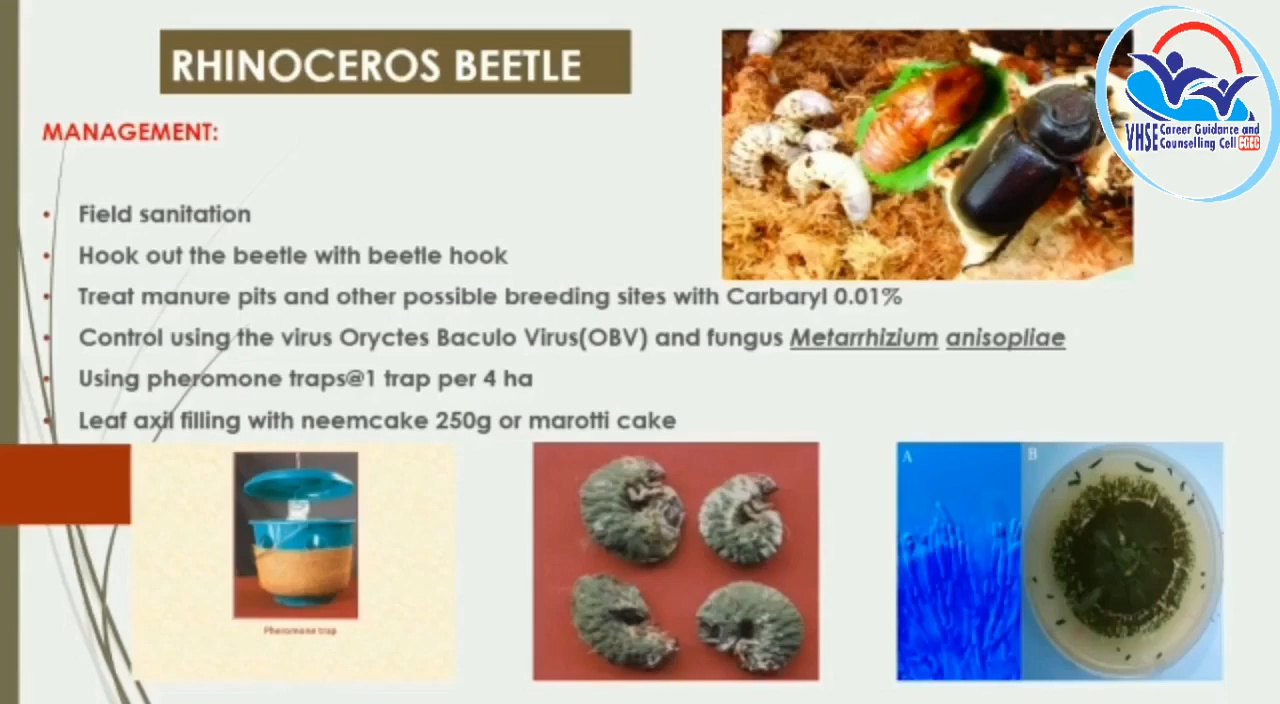 RHINOCEROS BEETLE
MANAGEMENT:
• Field sanitation
• Hook out the beetle with beetle hook
• Treat manure pits and other possible breeding sites with Carbaryl 0.01%
• Control using the virus Oryctes Baculo Virus(OBV) and fungus Metarrhizium anisopliae
• Using pheromone traps@1 trap per 4 ha
• Leaf axil filling with neemcake 250g or marotti cake
Pheromone trap
A
B
VHSE Career Guidance and
Counselling Cell CGCC